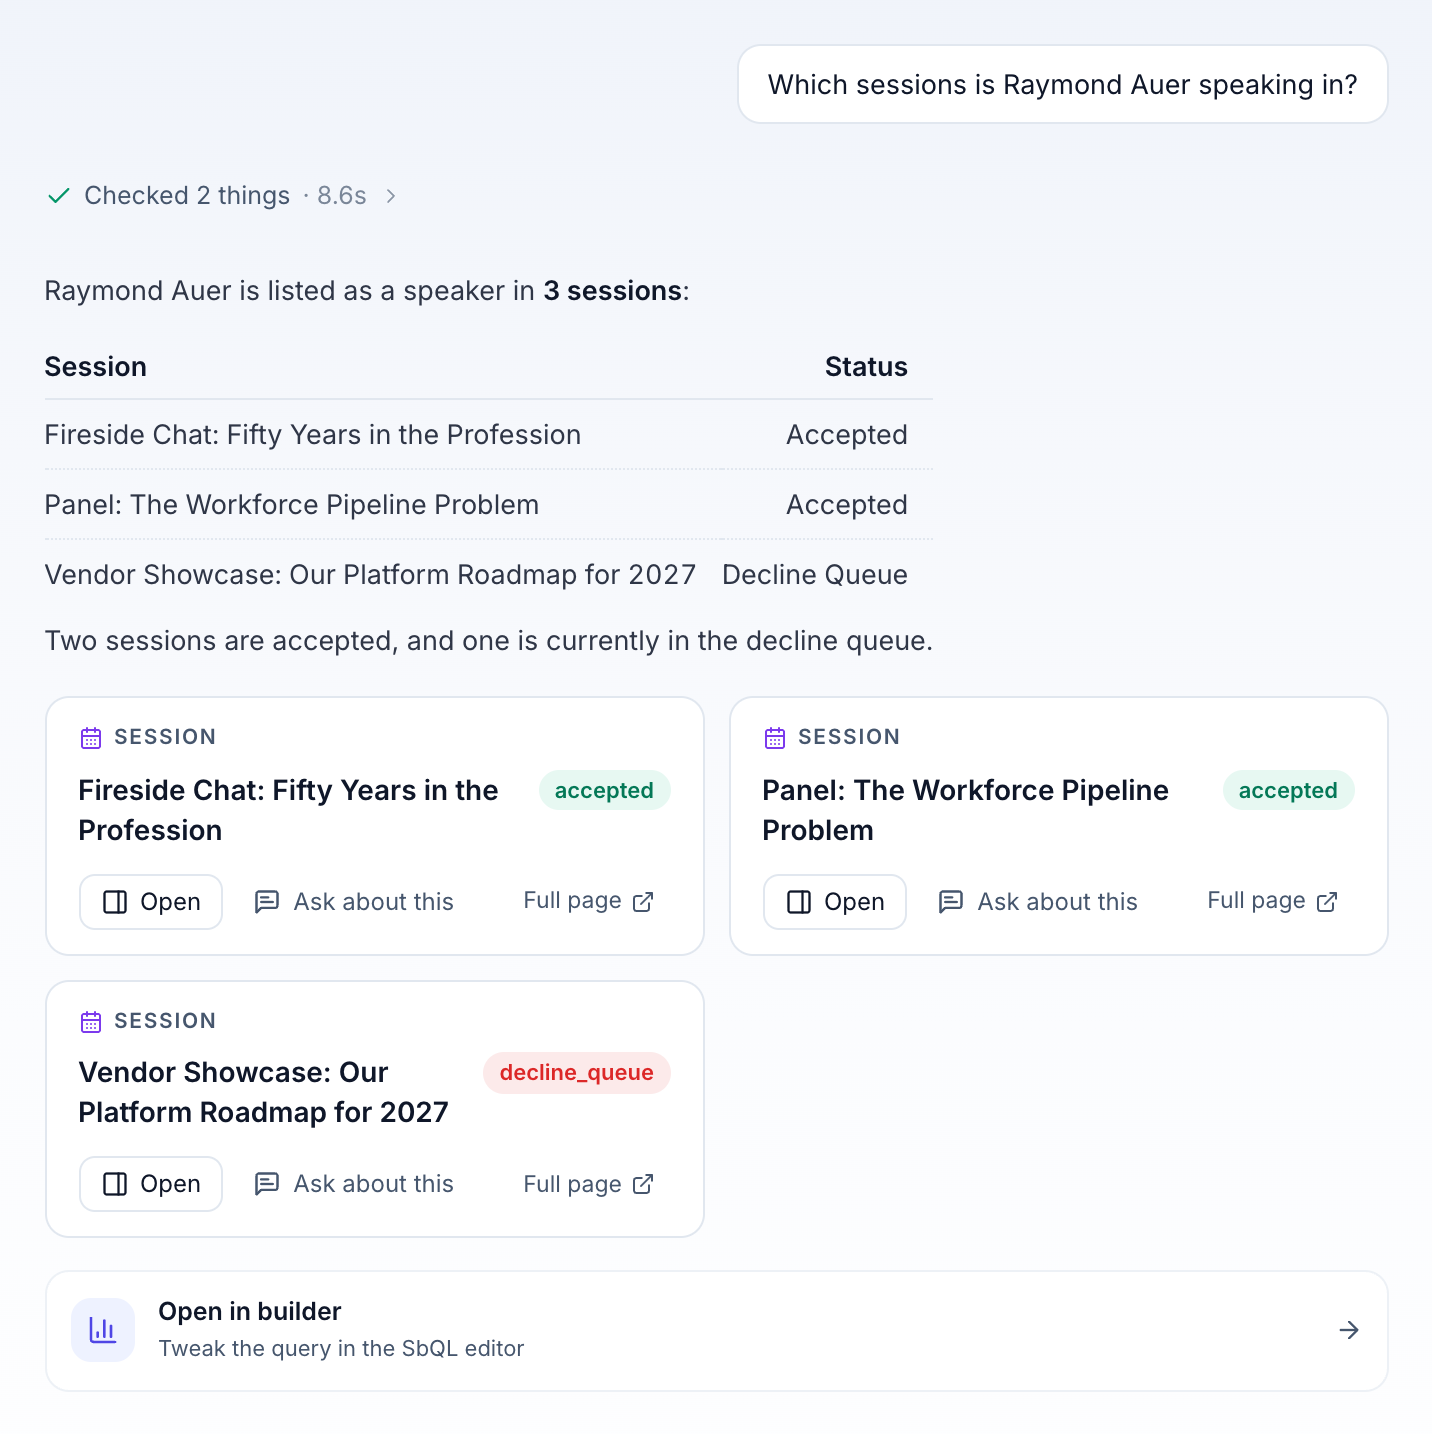 Which sessions is Raymond Auer speaking in?
Checked 2 things · 8.6s
Raymond Auer is listed as a speaker in 3 sessions:
Session Status
Fireside Chat: Fifty Years in the Profession Accepted
Panel: The Workforce Pipeline Problem Accepted
Vendor Showcase: Our Platform Roadmap for 2027 Decline Queue
Two sessions are accepted, and one is currently in the decline queue.
SESSION
Fireside Chat: Fifty Years in the accepted
Profession
Open Ask about this Full page
SESSION
Panel: The Workforce Pipeline accepted
Problem
Open Ask about this Full page
SESSION
Vendor Showcase: Our decline_queue
Platform Roadmap for 2027
Open Ask about this Full page
Open in builder
Tweak the query in the SbQL editor